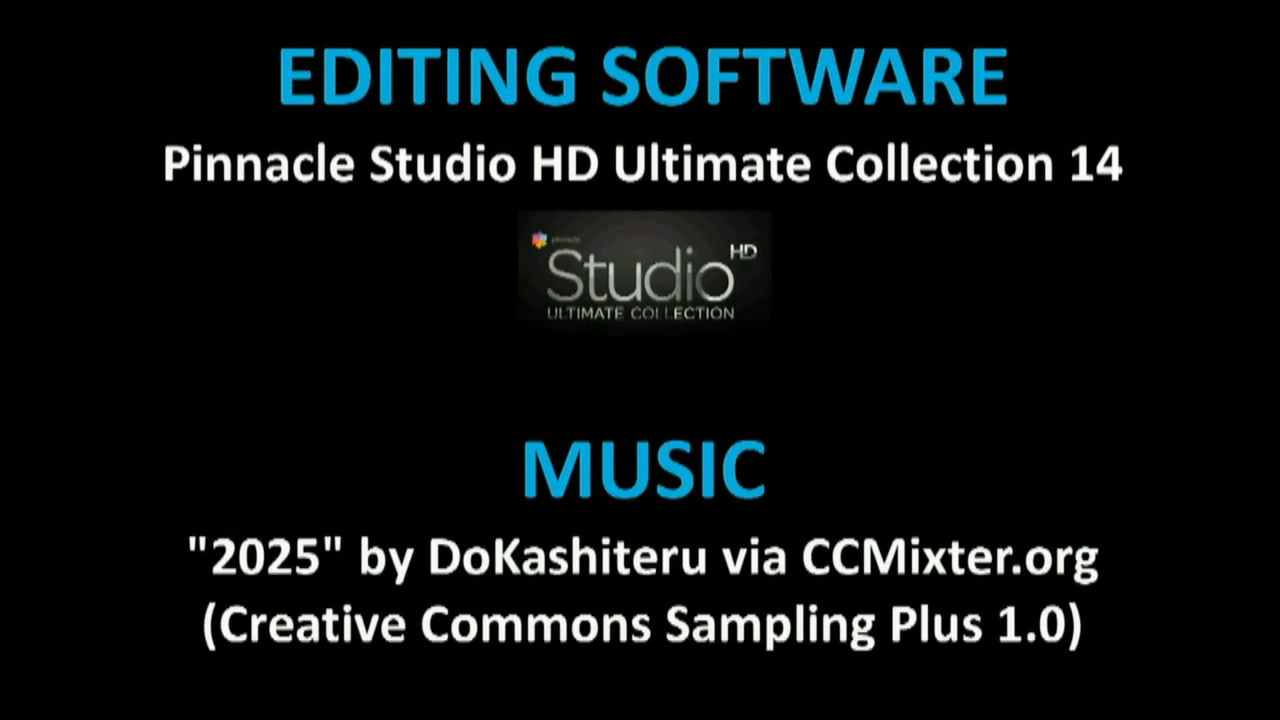 EDITING SOFTWARE
Pinnacle Studio HD Ultimate Collection 14
pinnacle
Studio HD
ULTIMATE COLLECTION
MUSIC
"2025" by DoKashiteru via CCMixter.org
(Creative Commons Sampling Plus 1.0)